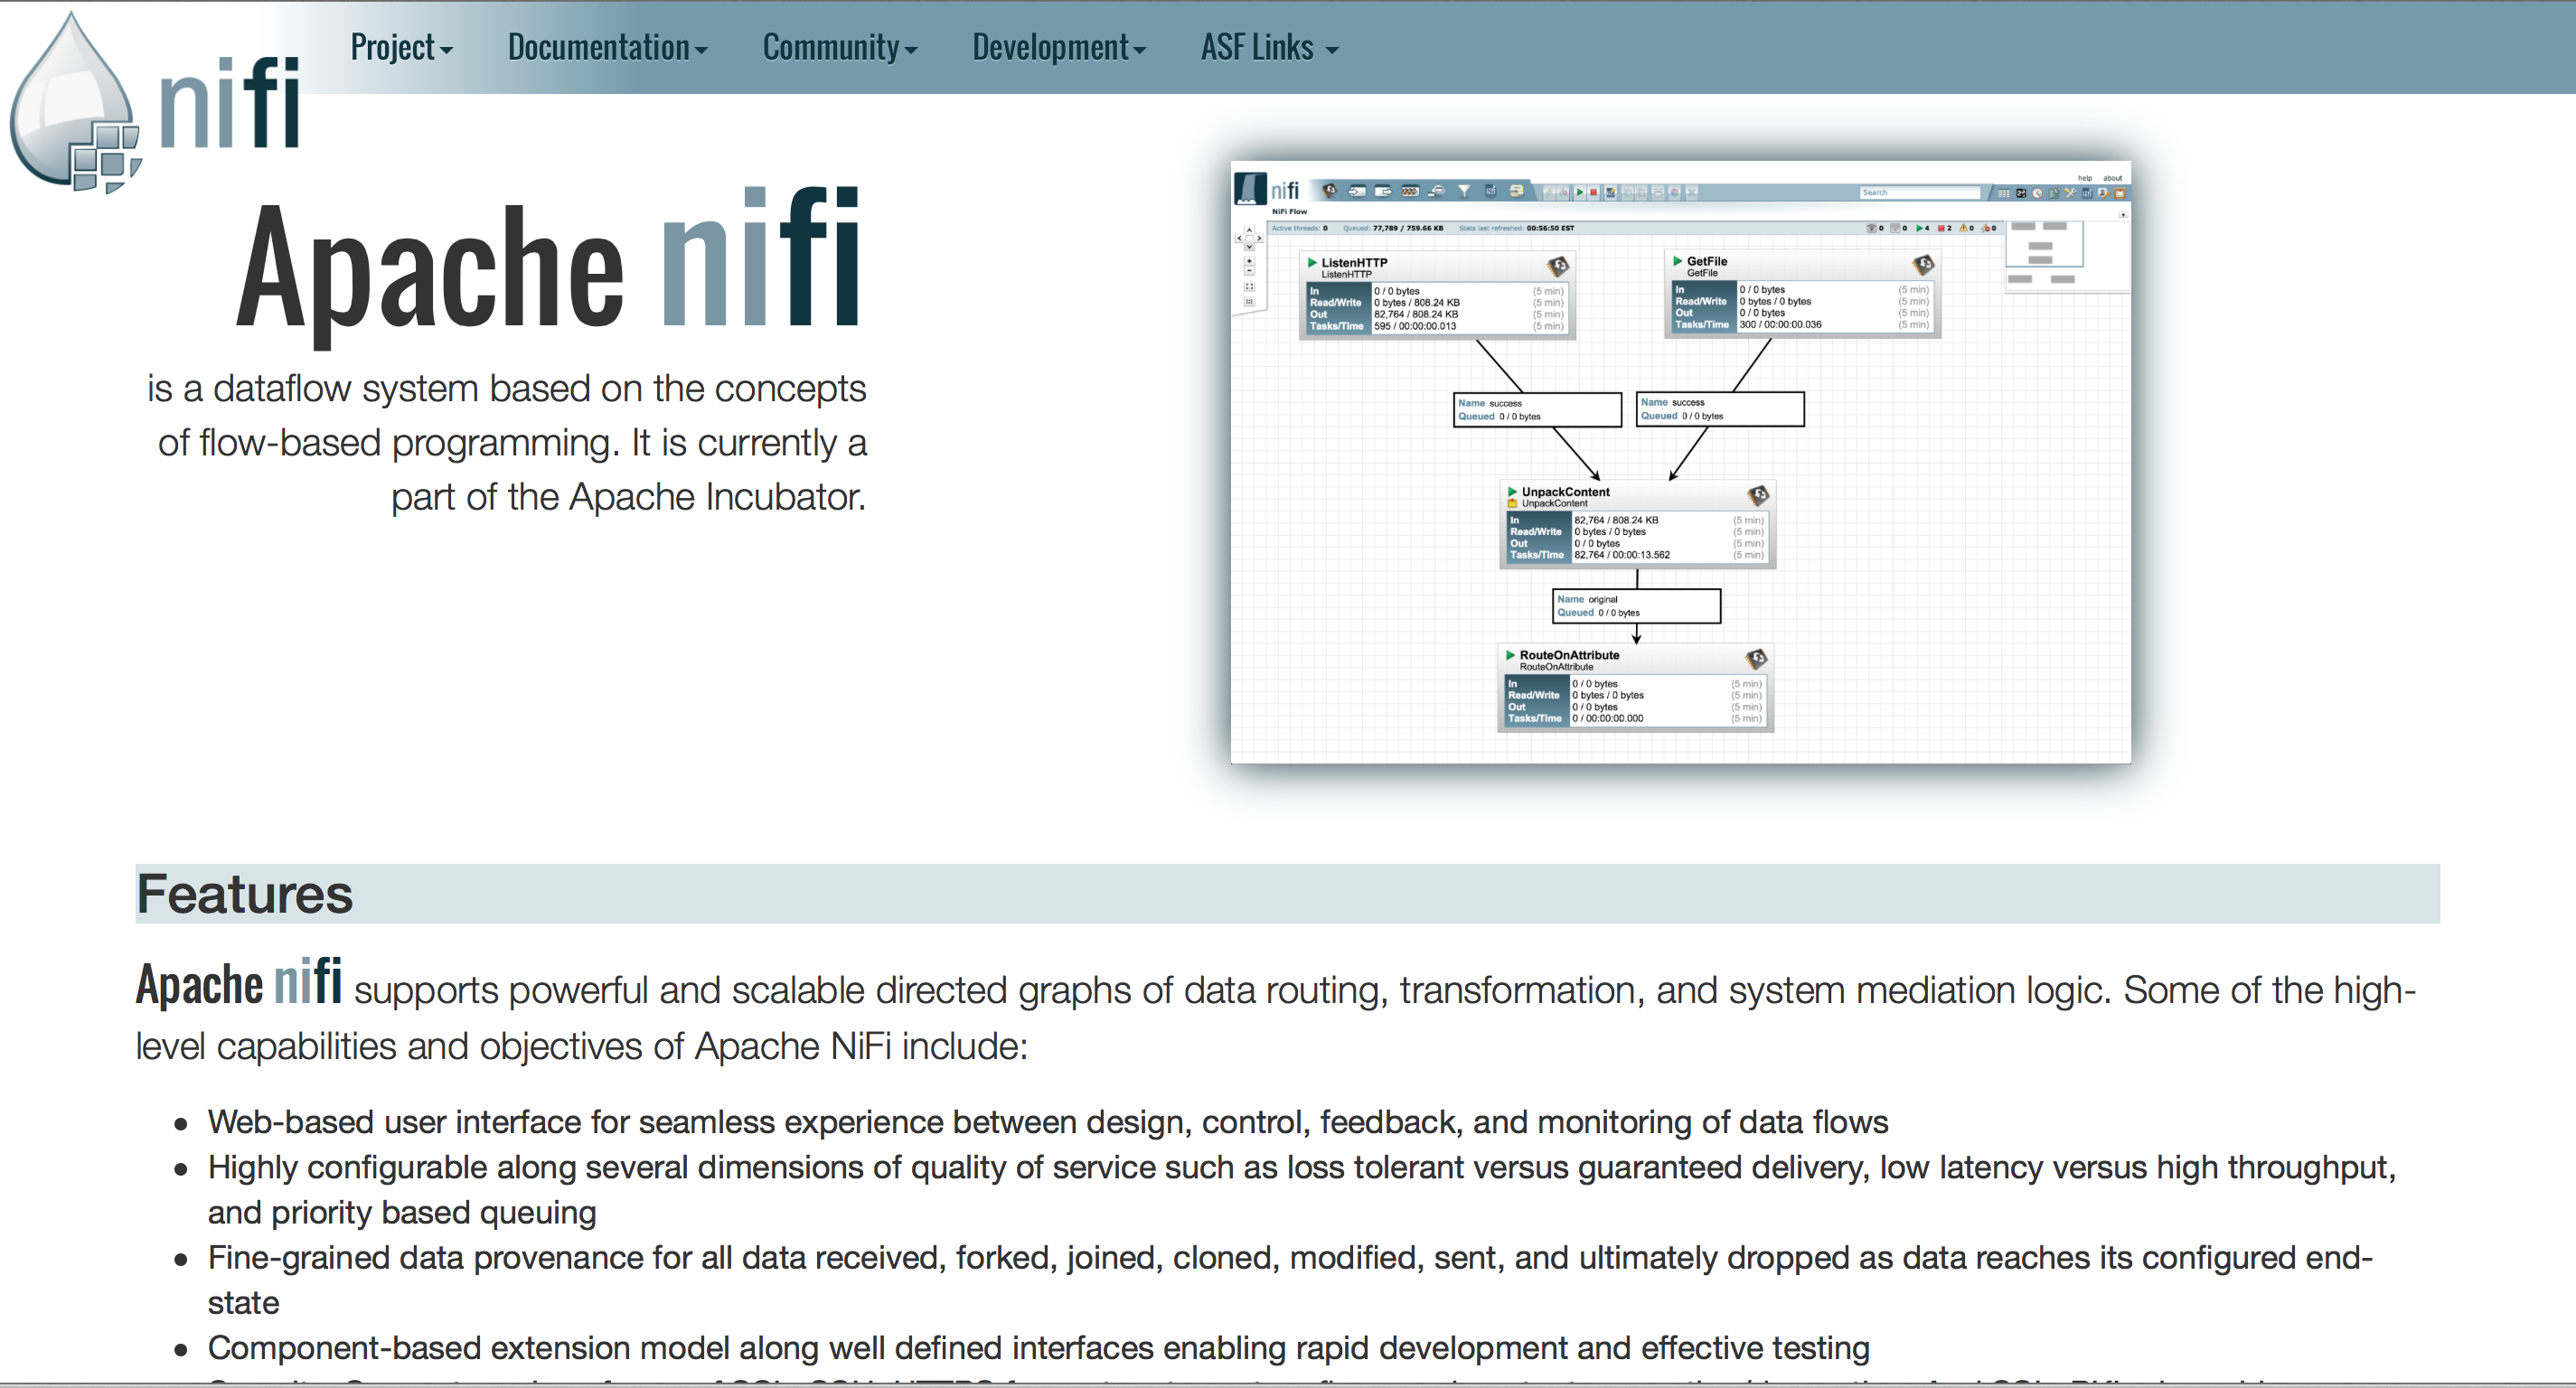 nifi
Project
Documentation
Community
Development
ASF Links
Apache nifi
is a dataflow system based on the concepts
of flow-based programming. It is currently a
part of the Apache Incubator.
help about
nifi
Search
NiFi Flow
Active threads: 0 Queued: 77,789 / 759.66 KB Stats last refreshed: 00:56:50 EST
0 0 4 2 0 0
ListenHTTP
ListenHTTP
In 0 / 0 bytes (5 min)
Read/Write 0 bytes / 808.24 KB (5 min)
Out 82,764 / 808.24 KB (5 min)
Tasks/Time 595 / 00:00:00.013 (5 min)
GetFile
GetFile
In 0 / 0 bytes (5 min)
Read/Write 0 bytes / 0 bytes (5 min)
Out 0 / 0 bytes (5 min)
Tasks/Time 300 / 00:00:00.036 (5 min)
Name success
Queued 0 / 0 bytes
Name success
Queued 0 / 0 bytes
UnpackContent
UnpackContent
In 82,764 / 808.24 KB (5 min)
Read/Write 0 bytes / 0 bytes (5 min)
Out 0 / 0 bytes (5 min)
Tasks/Time 82,764 / 00:00:13.562 (5 min)
Name original
Queued 0 / 0 bytes
RouteOnAttribute
RouteOnAttribute
In 0 / 0 bytes (5 min)
Read/Write 0 bytes / 0 bytes (5 min)
Out 0 / 0 bytes (5 min)
Tasks/Time 0 / 00:00:00.000 (5 min)
Features
Apache nifi supports powerful and scalable directed graphs of data routing, transformation, and system mediation logic. Some of the high-
level capabilities and objectives of Apache NiFi include:
• Web-based user interface for seamless experience between design, control, feedback, and monitoring of data flows
• Highly configurable along several dimensions of quality of service such as loss tolerant versus guaranteed delivery, low latency versus high throughput,
and priority based queuing
• Fine-grained data provenance for all data received, forked, joined, cloned, modified, sent, and ultimately dropped as data reaches its configured end-
state
• Component-based extension model along well defined interfaces enabling rapid development and effective testing